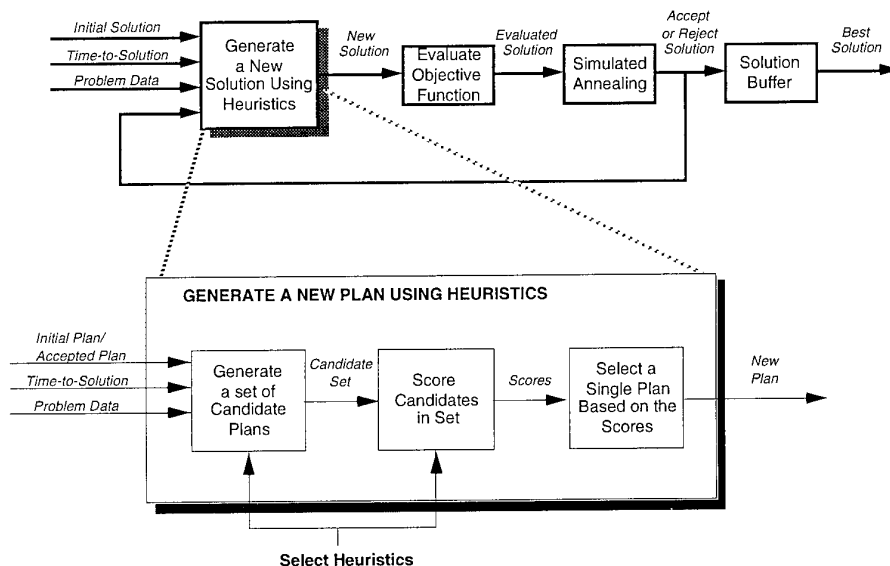 Initial Solution
Time-to-Solution
Problem Data
Generate
a New
Solution Using
Heuristics
New
Solution
Evaluate
Objective
Function
Evaluated
Solution
Simulated
Annealing
Accept
or Reject
Solution
Solution
Buffer
Best
Solution
GENERATE A NEW PLAN USING HEURISTICS
Initial Plan/
Accepted Plan
Time-to-Solution
Problem Data
Generate
a set of
Candidate
Plans
Candidate
Set
Score
Candidates
in Set
Scores
Select a
Single Plan
Based on the
Scores
New
Plan
Select Heuristics